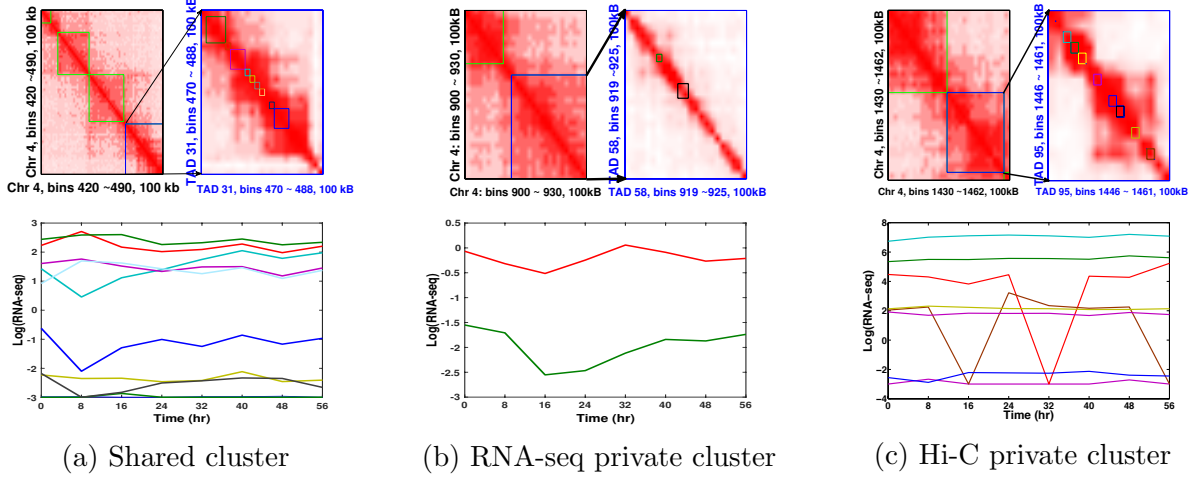 Chr 4, bins 420 ~490, 100 kb
Chr 4, bins 420 ~490, 100 kb
TAD 31, bins 470 ~ 488, 100 kB
TAD 31, bins 470 ~ 488, 100 kB
Log(RNA-seq)
3
2
1
0
-1
-2
-3
0 8 16 24 32 40 48 56
Time (hr)
(a) Shared cluster
Chr 4: bins 900 ~ 930, 100kB
Chr 4: bins 900 ~ 930, 100kB
TAD 58, bins 919 ~925, 100kB
TAD 58, bins 919 ~925, 100kB
Log(RNA-seq)
0.5
0
-0.5
-1
-1.5
-2
-2.5
-3
0 8 16 24 32 40 48 56
Time (hr)
(b) RNA-seq private cluster
Chr 4, bins 1430 ~1462, 100kB
Chr 4, bins 1430 ~1462, 100kB
TAD 95, bins 1446 ~ 1461, 100kB
TAD 95, bins 1446 ~ 1461, 100kB
Log(RNA-seq)
8
6
4
2
0
-2
-4
0 8 16 24 32 40 48 56
Time (hr)
(c) Hi-C private cluster